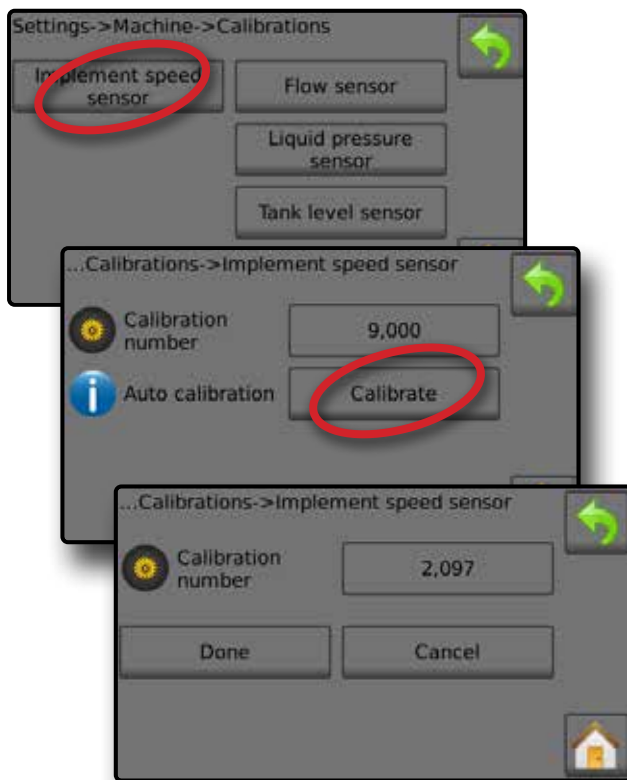 Settings->Machine->Calibrations
Implement speed
sensor
Flow sensor
Liquid pressure
sensor
Tank level sensor
...Calibrations->Implement speed sensor
Calibration
number
9,000
Auto calibration
Calibrate
...Calibrations->Implement speed sensor
Calibration
number
2,097
Done
Cancel